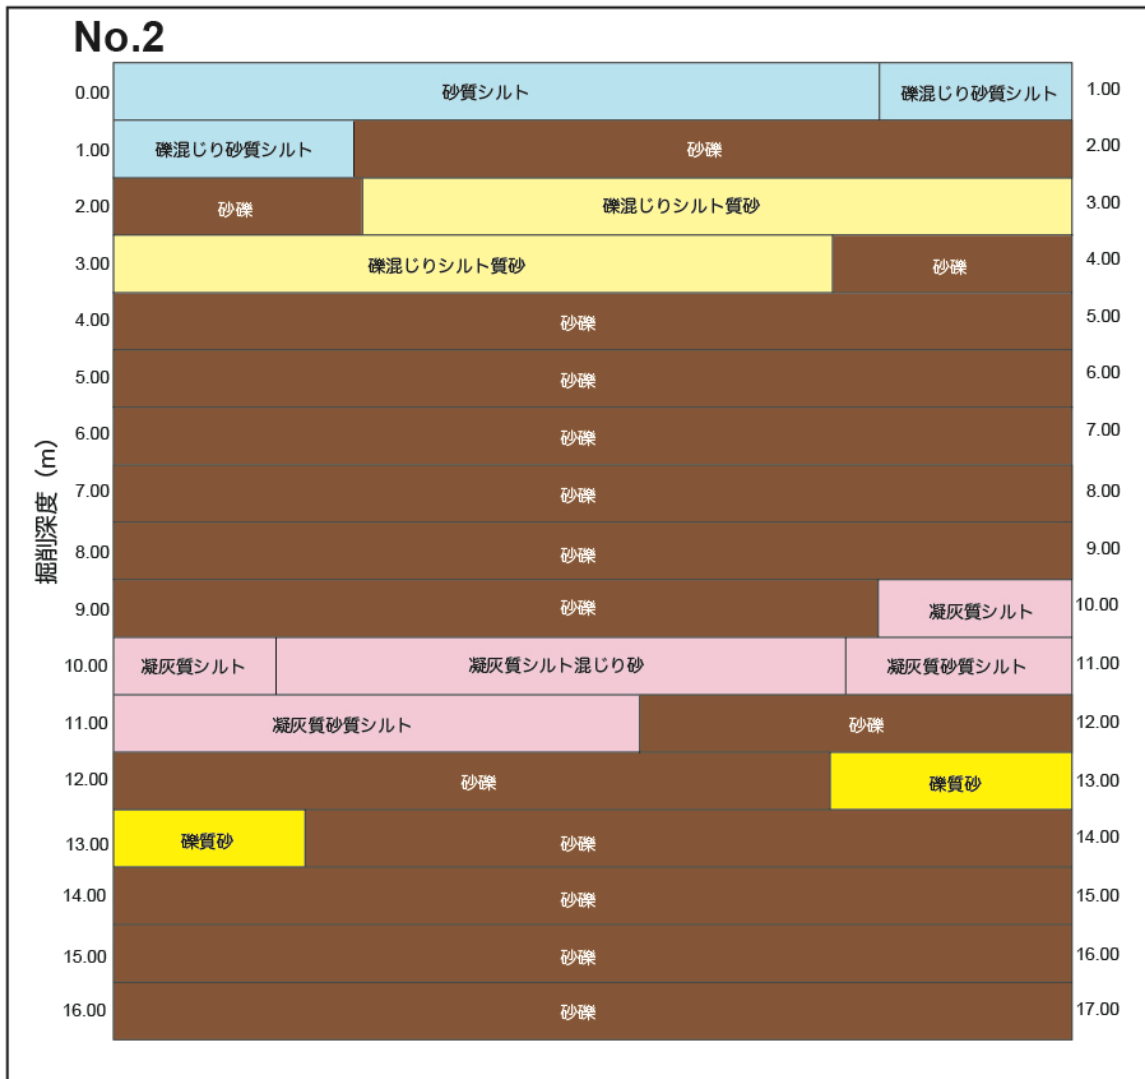 No.2
掘削深度（m）
0.00 砂質シルト 礫混じり砂質シルト 1.00
1.00 礫混じり砂質シルト 砂礫 2.00
2.00 砂礫 礫混じりシルト質砂 3.00
3.00 礫混じりシルト質砂 砂礫 4.00
4.00 砂礫 5.00
5.00 砂礫 6.00
6.00 砂礫 7.00
7.00 砂礫 8.00
8.00 砂礫 9.00
9.00 砂礫 凝灰質シルト 10.00
10.00 凝灰質シルト 凝灰質シルト混じり砂 凝灰質砂質シルト 11.00
11.00 凝灰質砂質シルト 砂礫 12.00
12.00 砂礫 礫質砂 13.00
13.00 礫質砂 砂礫 14.00
14.00 砂礫 15.00
15.00 砂礫 16.00
16.00 砂礫 17.00